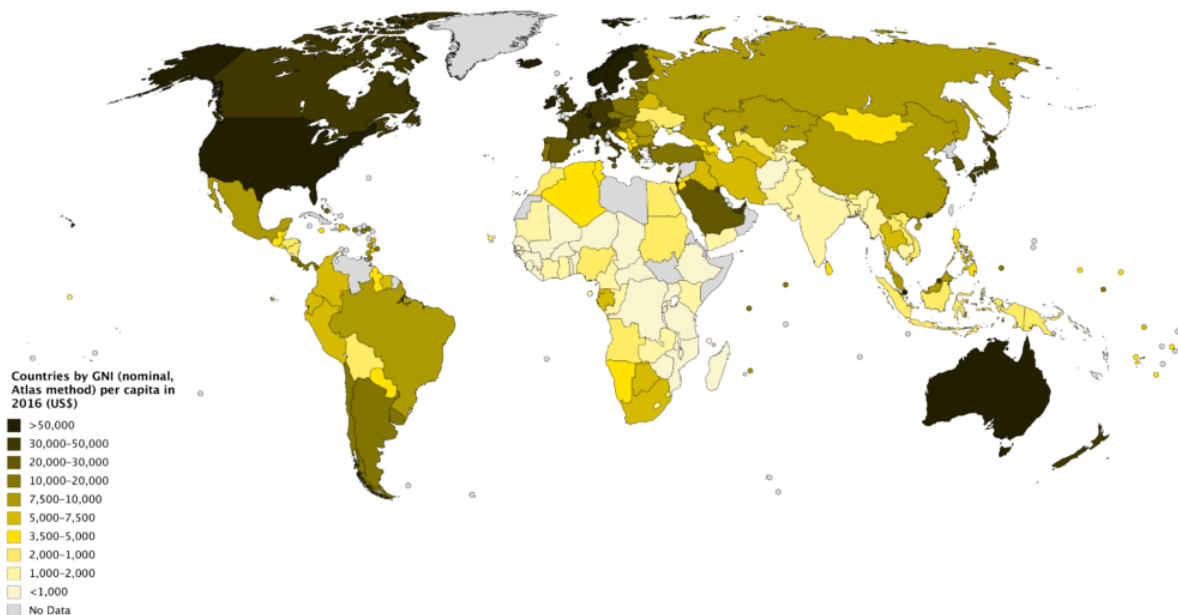 Countries by GNI (nominal,
Atlas method) per capita in
2016 (US$)
>50,000
30,000–50,000
20,000–30,000
10,000–20,000
7,500–10,000
5,000–7,500
3,500–5,000
2,000–1,000
1,000–2,000
<1,000
No Data